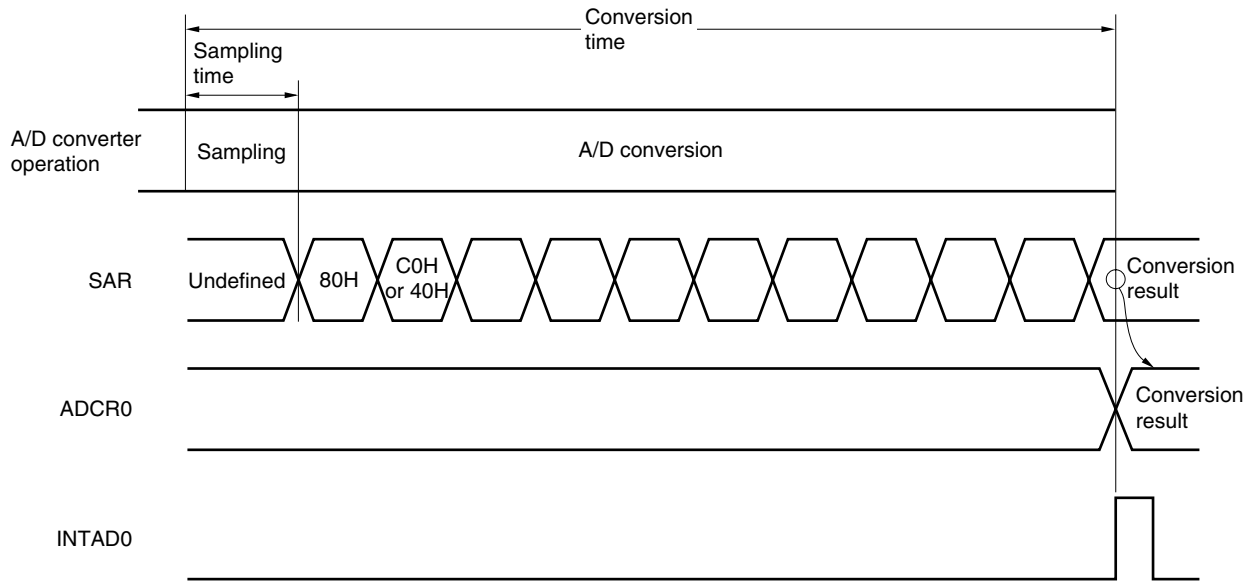 Conversion
time
Sampling
time
A/D converter
operation
Sampling
A/D conversion
SAR
Undefined
80H
C0H
or 40H
Conversion
result
ADCR0
Conversion
result
INTAD0